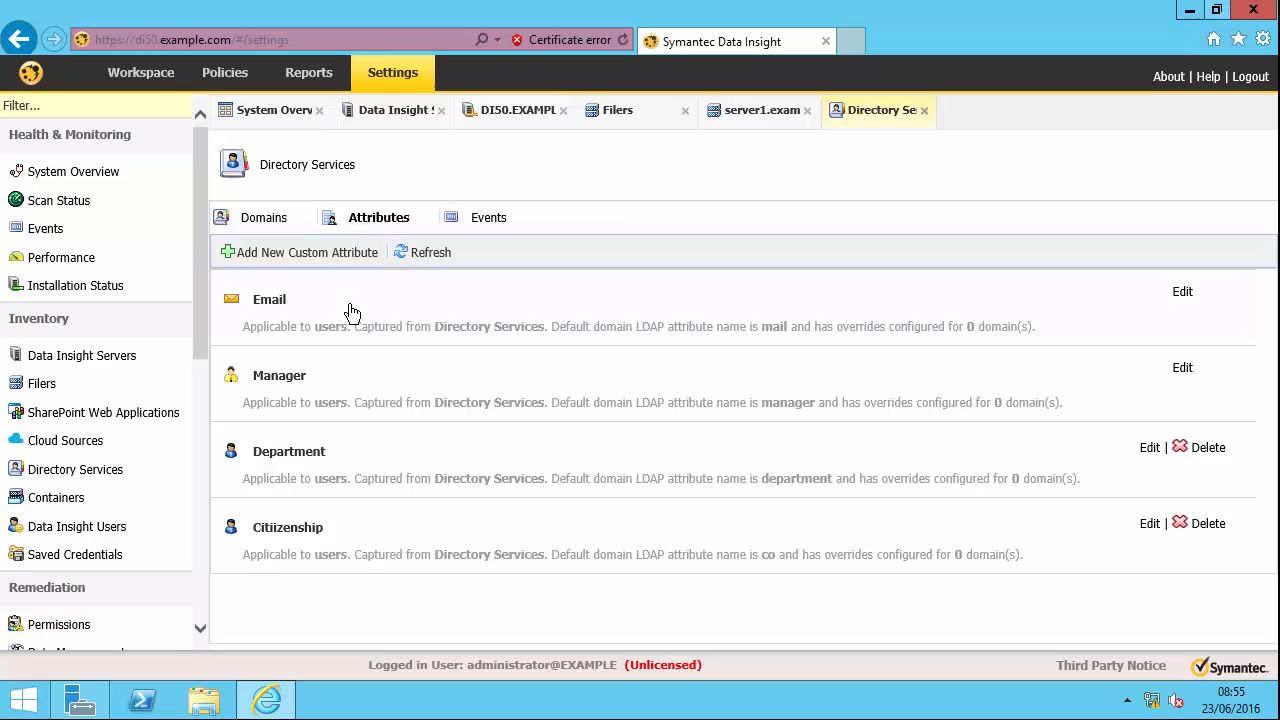 https://di50.example.com/#/settings
Certificate error
Symantec Data Insight
Workspace
Policies
Reports
Settings
About | Help | Logout
Filter...
System Overv
Data Insight S
DI50.EXAMPL
Filers
server1.exam
Directory Se
Health & Monitoring
System Overview
Scan Status
Events
Performance
Installation Status
Inventory
Data Insight Servers
Filers
SharePoint Web Applications
Cloud Sources
Directory Services
Containers
Data Insight Users
Saved Credentials
Remediation
Permissions
Directory Services
Domains
Attributes
Events
Add New Custom Attribute
Refresh
Email
Edit
Applicable to users. Captured from Directory Services. Default domain LDAP attribute name is mail and has overrides configured for 0 domain(s).
Manager
Edit
Applicable to users. Captured from Directory Services. Default domain LDAP attribute name is manager and has overrides configured for 0 domain(s).
Department
Edit | Delete
Applicable to users. Captured from Directory Services. Default domain LDAP attribute name is department and has overrides configured for 0 domain(s).
Citiizenship
Edit | Delete
Applicable to users. Captured from Directory Services. Default domain LDAP attribute name is co and has overrides configured for 0 domain(s).
Logged in User: administrator@EXAMPLE (Unlicensed)
Third Party Notice
Symantec.
08:55
23/06/2016